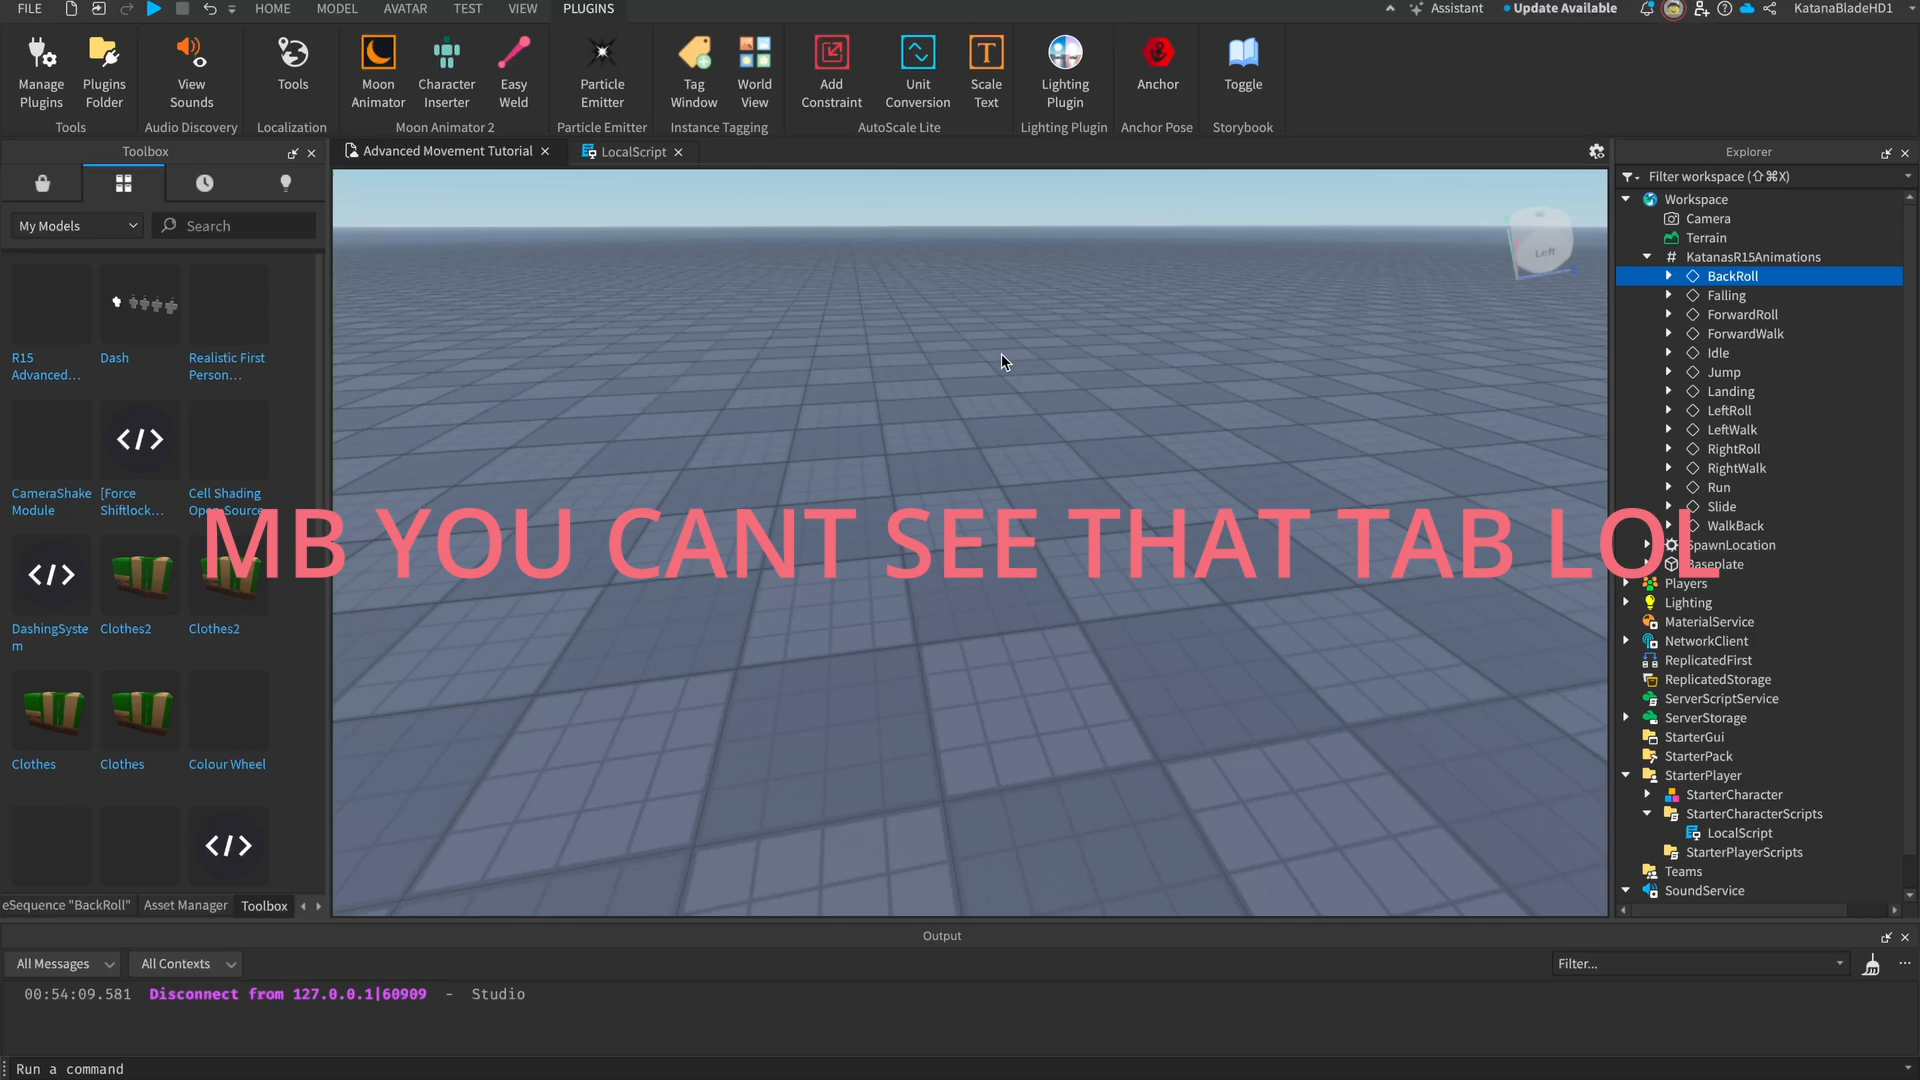 FILE
HOME
MODEL
AVATAR
TEST
VIEW
PLUGINS
Assistant
Update Available
KatanaBladeHD1
Manage
Plugins
Plugins
Folder
View
Sounds
Tools
Moon
Animator
Character
Inserter
Easy
Weld
Particle
Emitter
Tag
Window
World
View
Add
Constraint
Unit
Conversion
Scale
Text
Lighting
Plugin
Anchor
Toggle
Tools
Audio Discovery
Localization
Moon Animator 2
Particle Emitter
Instance Tagging
AutoScale Lite
Lighting Plugin
Anchor Pose
Storybook
Toolbox
Advanced Movement Tutorial
LocalScript
Explorer
My Models
Search
R15
Advanced...
Dash
Realistic First
Person...
CameraShake
Module
[Force
Shiftlock...
Cell Shading
Open Source
DashingSyste
m
Clothes2
Clothes2
Clothes
Clothes
Colour Wheel
eSequence "BackRoll"
Asset Manager
Toolbox
Left
MB YOU CANT SEE THAT TAB LOL
Filter workspace (⇧⌘X)
Workspace
Camera
Terrain
KatanasR15Animations
BackRoll
Falling
ForwardRoll
ForwardWalk
Idle
Jump
Landing
LeftRoll
LeftWalk
RightRoll
RightWalk
Run
Slide
WalkBack
SpawnLocation
Baseplate
Players
Lighting
MaterialService
NetworkClient
ReplicatedFirst
ReplicatedStorage
ServerScriptService
ServerStorage
StarterGui
StarterPack
StarterPlayer
StarterCharacter
StarterCharacterScripts
LocalScript
StarterPlayerScripts
Teams
SoundService
Output
All Messages
All Contexts
Filter...
00:54:09.581 Disconnect from 127.0.0.1|60909 - Studio
Run a command